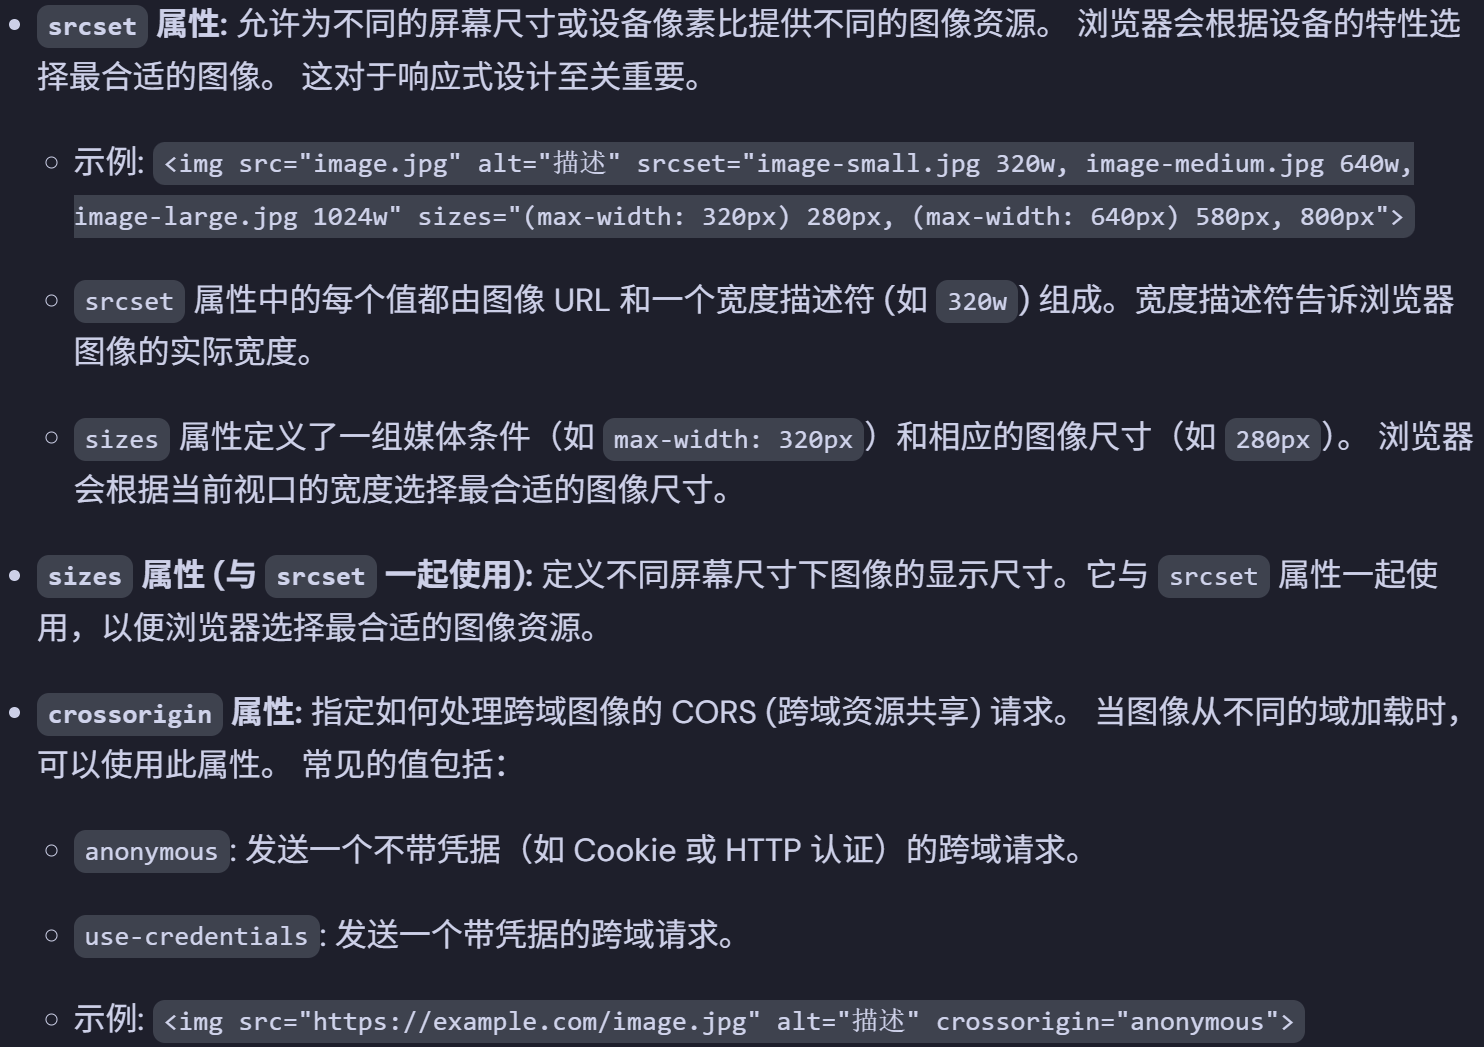 srcset 属性: 允许为不同的屏幕尺寸或设备像素比提供不同的图像资源。 浏览器会根据设备的特性选
择最合适的图像。 这对于响应式设计至关重要。
示例: <img src="image.jpg" alt="描述" srcset="image-small.jpg 320w, image-medium.jpg 640w,
image-large.jpg 1024w" sizes="(max-width: 320px) 280px, (max-width: 640px) 580px, 800px">
srcset 属性中的每个值都由图像 URL 和一个宽度描述符 (如 320w) 组成。宽度描述符告诉浏览器
图像的实际宽度。
sizes 属性定义了一组媒体条件（如 max-width: 320px）和相应的图像尺寸（如 280px）。 浏览器
会根据当前视口的宽度选择最合适的图像尺寸。
sizes 属性 (与 srcset 一起使用): 定义不同屏幕尺寸下图像的显示尺寸。它与 srcset 属性一起使
用，以便浏览器选择最合适的图像资源。
crossorigin 属性: 指定如何处理跨域图像的 CORS (跨域资源共享) 请求。 当图像从不同的域加载时，
可以使用此属性。 常见的值包括：
anonymous: 发送一个不带凭据（如 Cookie 或 HTTP 认证）的跨域请求。
use-credentials: 发送一个带凭据的跨域请求。
示例: <img src="https://example.com/image.jpg" alt="描述" crossorigin="anonymous">